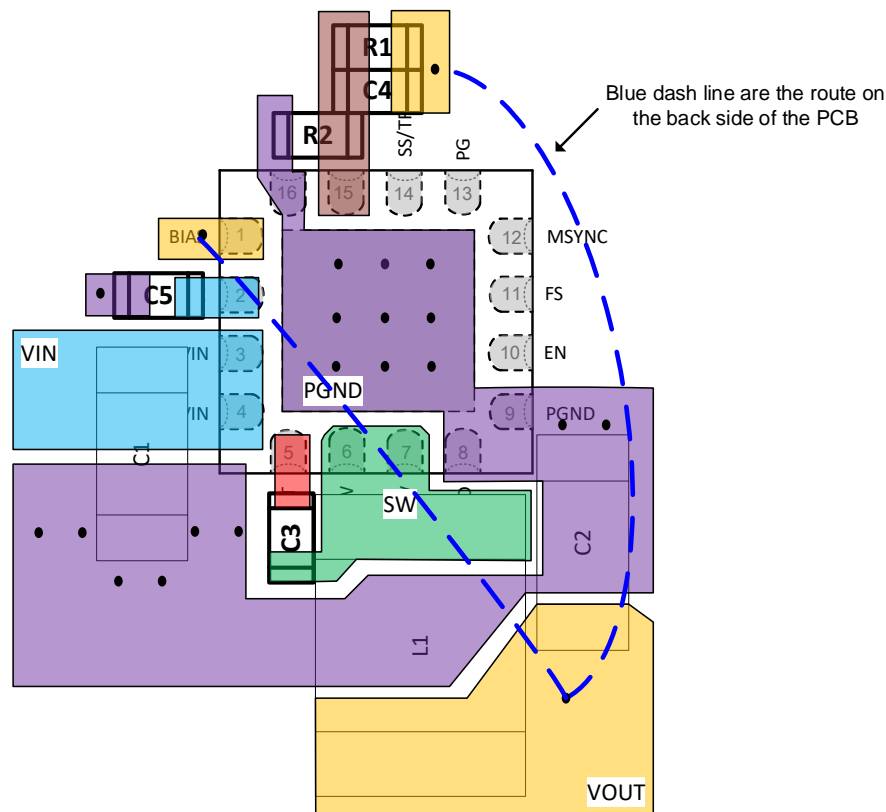 R1
C4
R2
SS/TR
PG
Blue dash line are the route on
the back side of the PCB
16
15
14
13
BIAS
1
12
MSYNC
C5
2
11
FS
VIN
VIN
3
10
EN
PGND
VIN
4
9
PGND
C1
5
6
7
8
SW
C3
C2
L1
VOUT